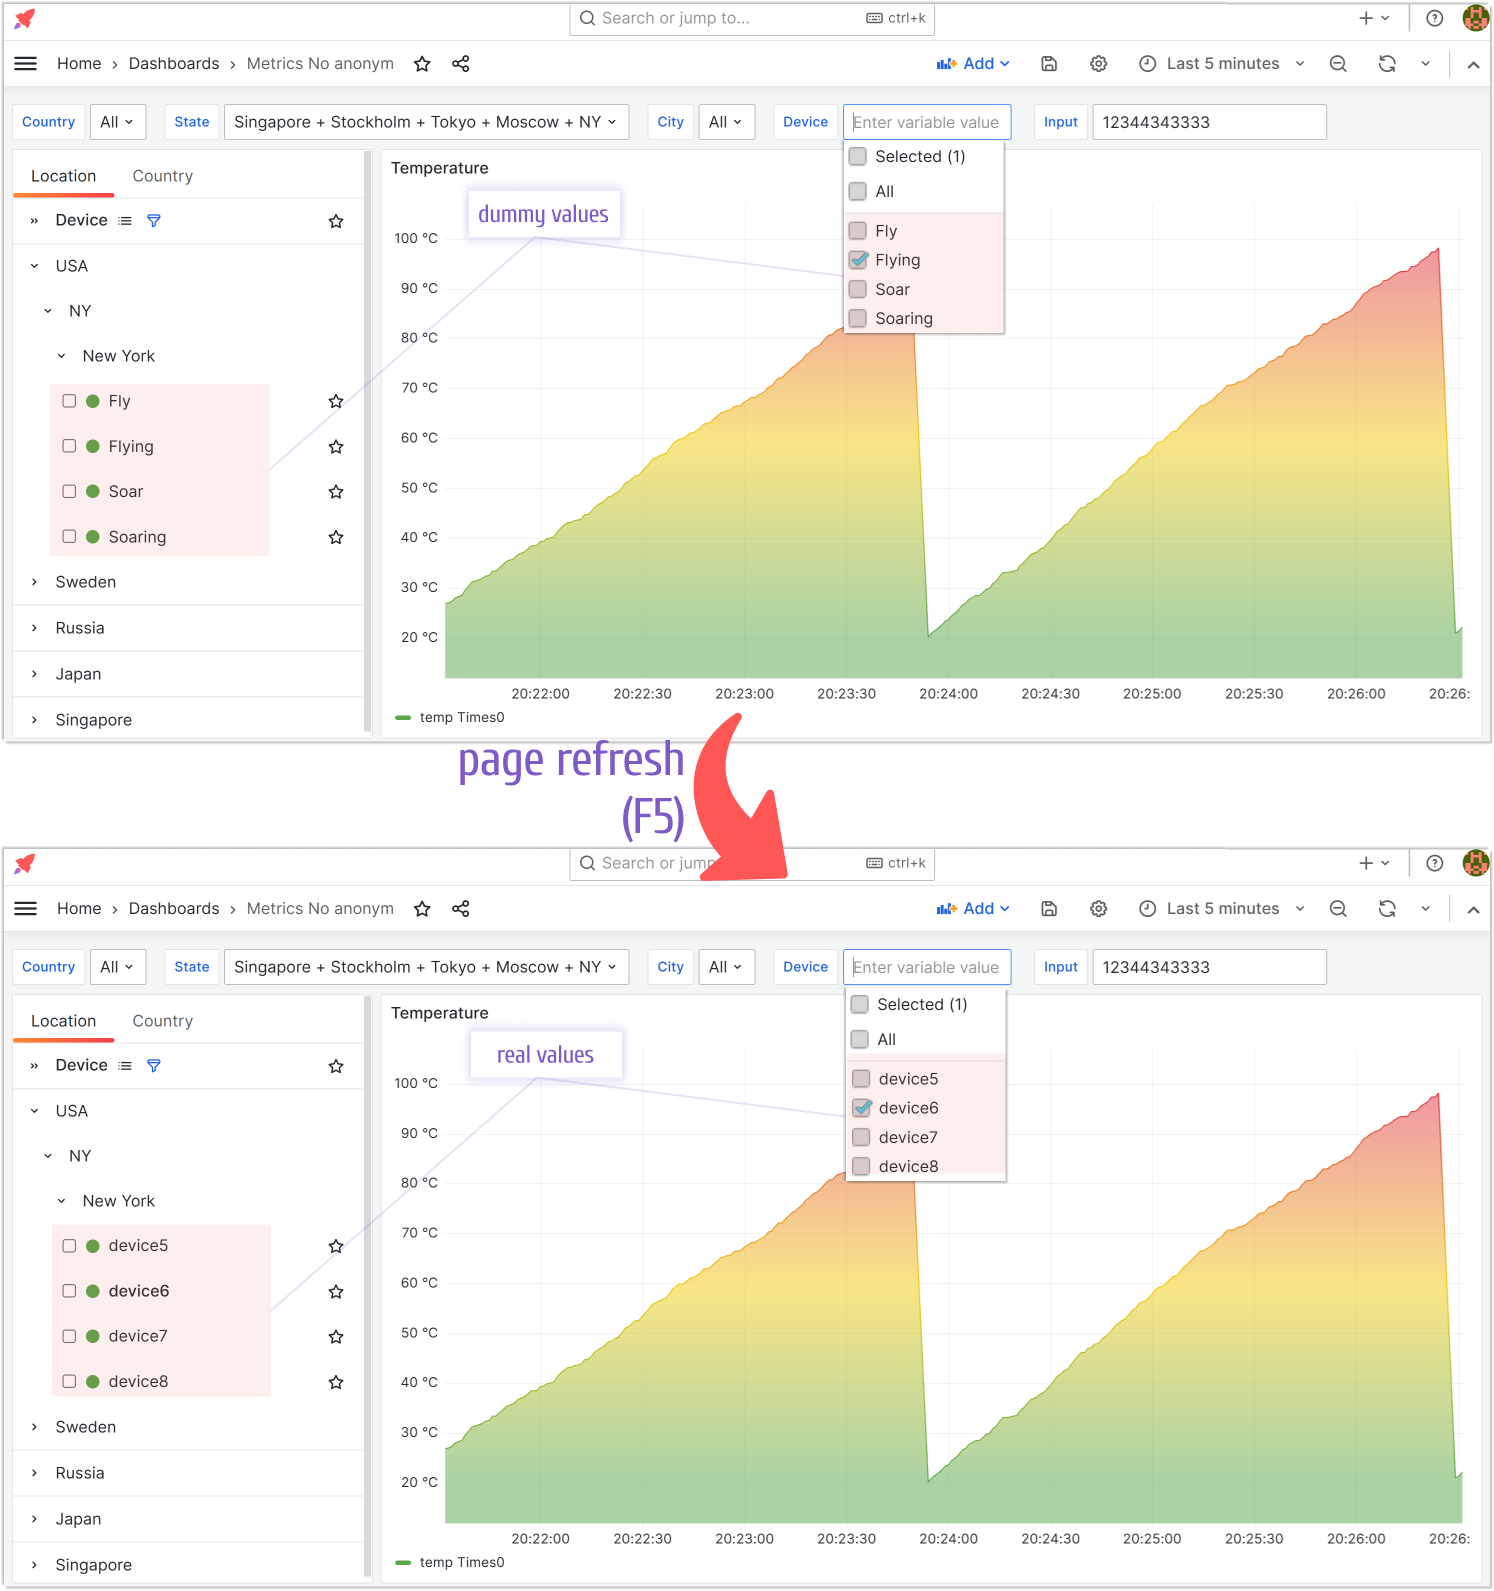 Search or jump to... ctrl+k
Home › Dashboards › Metrics No anonym Add Last 5 minutes
Country All State Singapore + Stockholm + Tokyo + Moscow + NY City All Device Enter variable value Input 12344343333
Selected (1)
All
Fly
Flying
Soar
Soaring
Location Country
Device
USA
NY
New York
Fly
Flying
Soar
Soaring
Sweden
Russia
Japan
Singapore
Temperature
dummy values
100 °C
90 °C
80 °C
70 °C
60 °C
50 °C
40 °C
30 °C
20 °C
20:22:00 20:22:30 20:23:00 20:23:30 20:24:00 20:24:30 20:25:00 20:25:30 20:26:00 20:26:
temp Times0
page refresh
(F5)
Search or jump ctrl+k
Home › Dashboards › Metrics No anonym Add Last 5 minutes
Country All State Singapore + Stockholm + Tokyo + Moscow + NY City All Device Enter variable value Input 12344343333
Selected (1)
All
device5
device6
device7
device8
Location Country
Device
USA
NY
New York
device5
device6
device7
device8
Sweden
Russia
Japan
Singapore
Temperature
real values
100 °C
90 °C
80 °C
70 °C
60 °C
50 °C
40 °C
30 °C
20 °C
20:22:00 20:22:30 20:23:00 20:23:30 20:24:00 20:24:30 20:25:00 20:25:30 20:26:00 20:26:
temp Times0